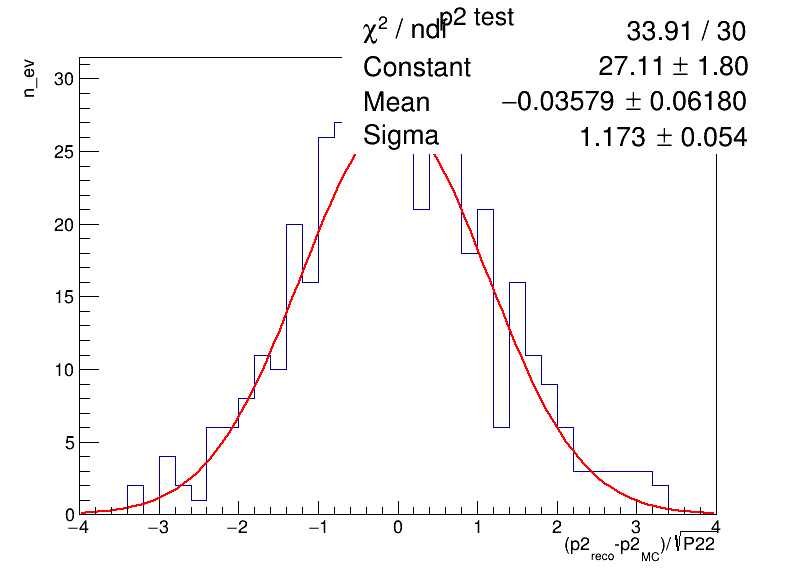 p2 test
χ² / ndf 33.91 / 30
Constant 27.11 ± 1.80
Mean −0.03579 ± 0.06180
Sigma 1.173 ± 0.054
n_ev
30
25
20
15
10
5
0
−4 −3 −2 −1 0 1 2 3 4
(p2reco-p2MC)/√P22